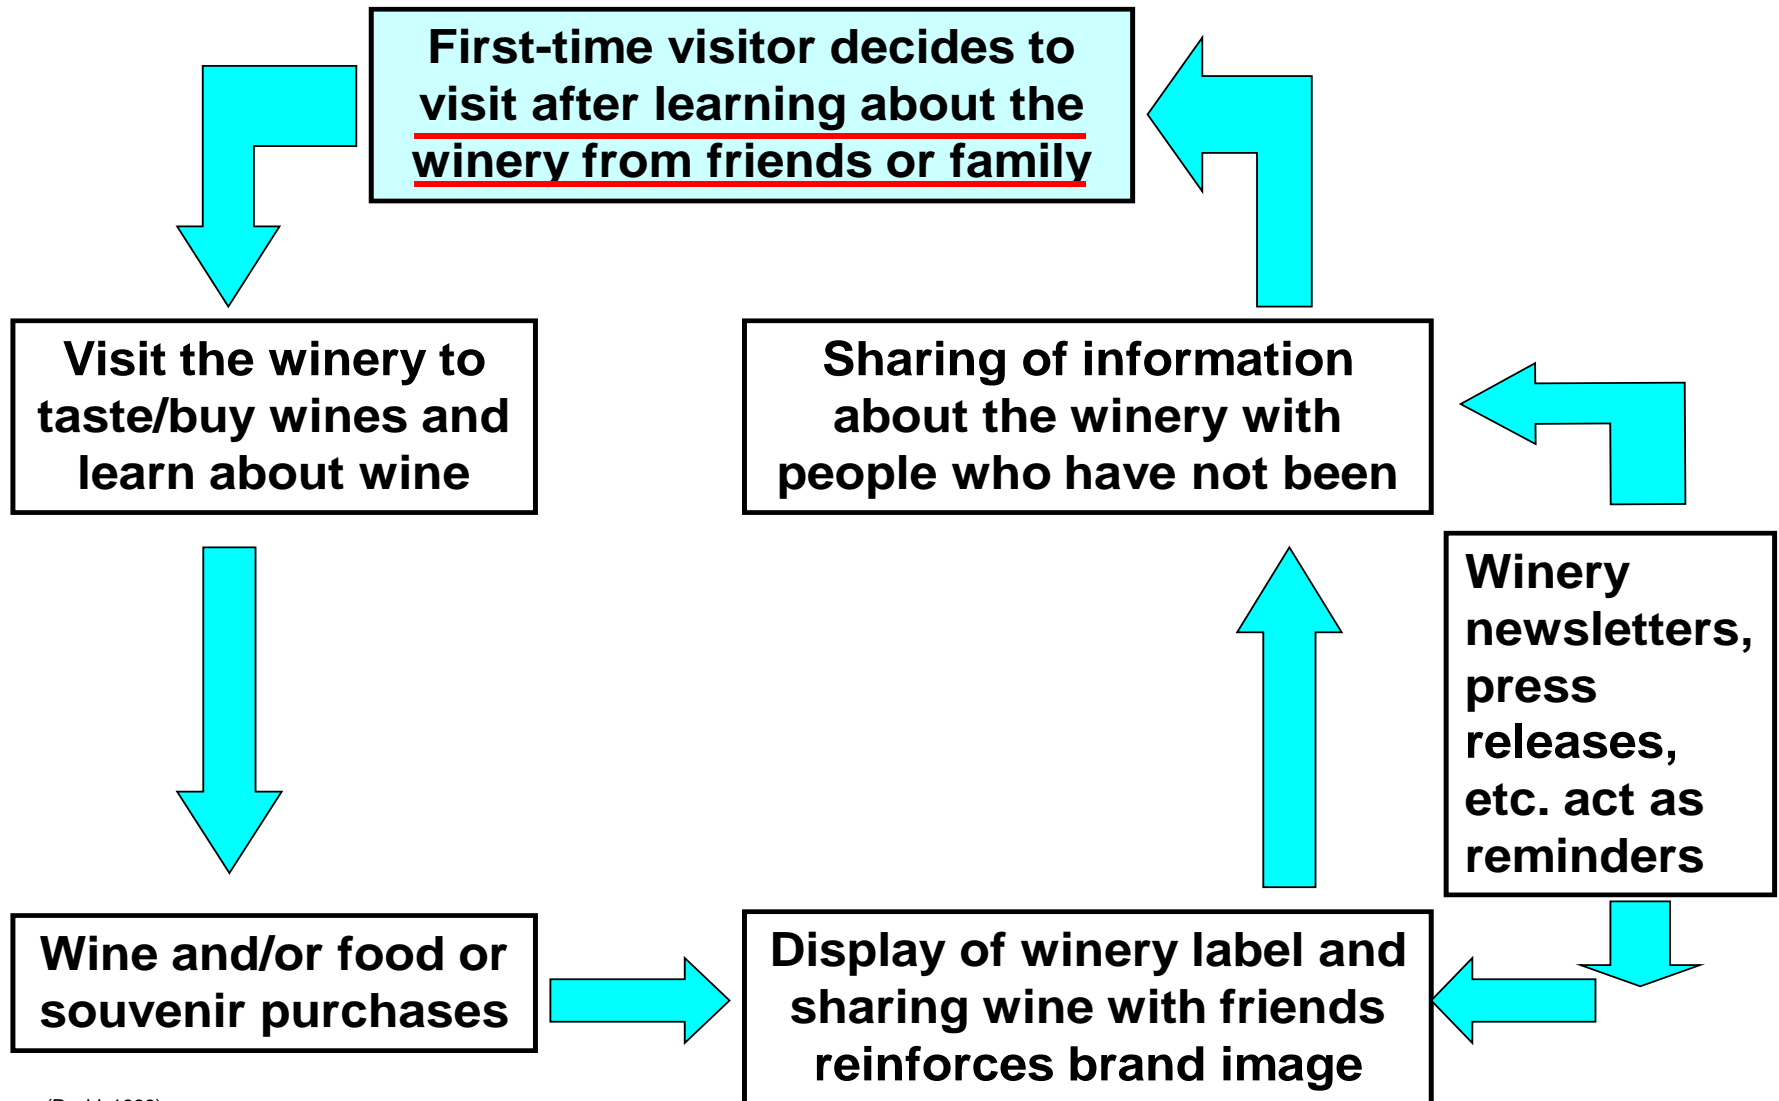 First-time visitor decides to
visit after learning about the
winery from friends or family
Visit the winery to
taste/buy wines and
learn about wine
Sharing of information
about the winery with
people who have not been
Winery
newsletters,
press
releases,
etc. act as
reminders
Wine and/or food or
souvenir purchases
Display of winery label and
sharing wine with friends
reinforces brand image